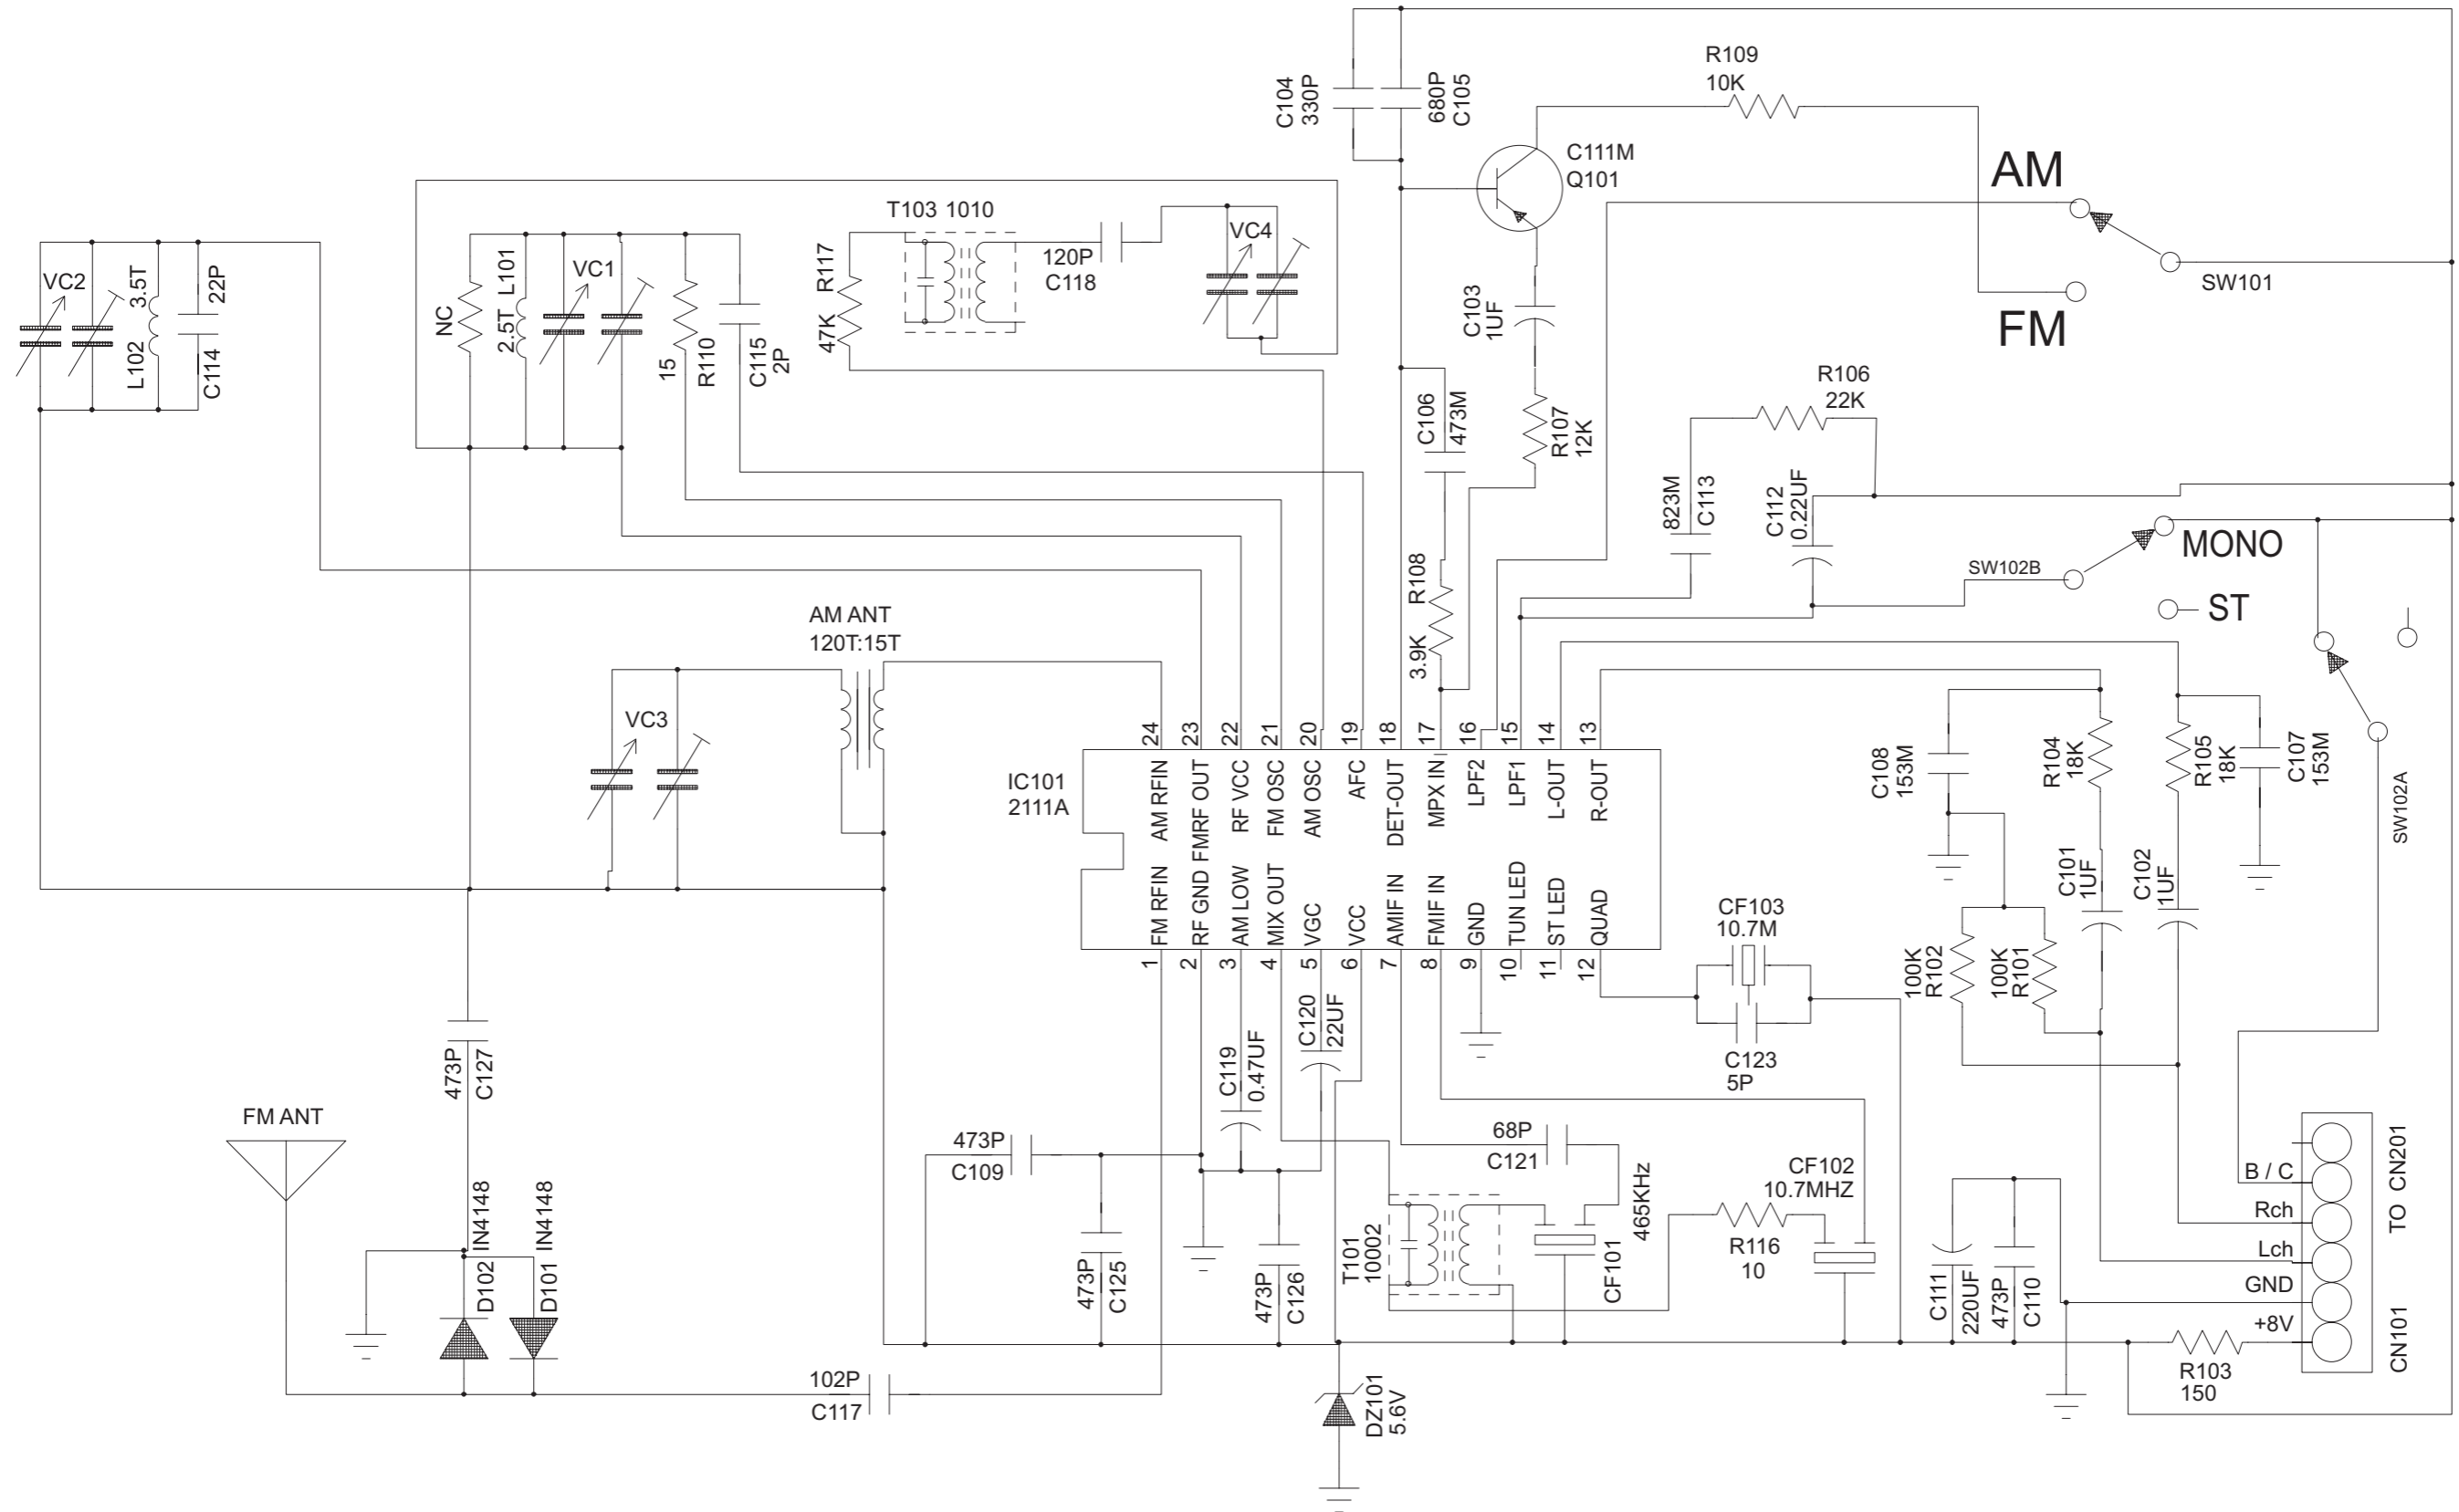 R109
10K
C104
330P
680P
C105
C111M
Q101
AM
SW101
FM
T103 1010
R117
47K
120P
C118
VC4
VC2
3.5T
22P
L102
C114
NC
L101
2.5T
VC1
15
R110
C115
2P
C103
1UF
R106
22K
C106
473M
R107
12K
823M
C113
C112
0.22UF
MONO
SW102B
ST
R108
3.9K
AM ANT
120T:15T
VC3
24
23
22
21
20
19
18
17
16
15
14
13
IC101
2111A
AM RFIN
FMRF OUT
RF VCC
FM OSC
AM OSC
AFC
DET-OUT
MPX IN
LPF2
LPF1
L-OUT
R-OUT
FM RFIN
RF GND
AM LOW
MIX OUT
VGC
VCC
AMIF IN
FMIF IN
GND
TUN LED
ST LED
QUAD
1
2
3
4
5
6
7
8
9
10
11
12
C108
153M
R104
18K
R105
18K
C107
153M
SW102A
C101
1UF
C102
1UF
CF103
10.7M
C123
5P
100K
R102
100K
R101
473P
C127
FM ANT
IN4148
D102
IN4148
D101
473P
C109
C119
0.47UF
C120
22UF
473P
C125
473P
C126
68P
C121
465KHz
CF101
T101
10002
CF102
10.7MHZ
R116
10
C111
220UF
473P
C110
B / C
Rch
Lch
GND
+8V
TO CN201
CN101
R103
150
102P
C117
DZ101
5.6V